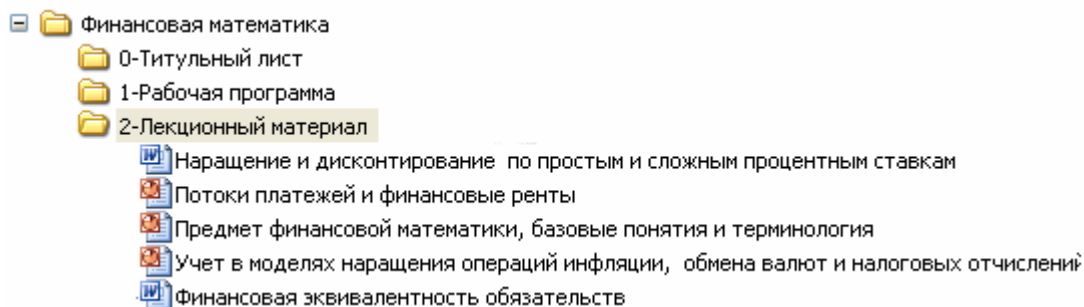 Финансовая математика
0-Титульный лист
1-Рабочая программа
2-Лекционный материал
Наращение и дисконтирование по простым и сложным процентным ставкам
Потоки платежей и финансовые ренты
Предмет финансовой математики, базовые понятия и терминология
Учет в моделях наращения операций инфляции, обмена валют и налоговых отчислений
Финансовая эквивалентность обязательств